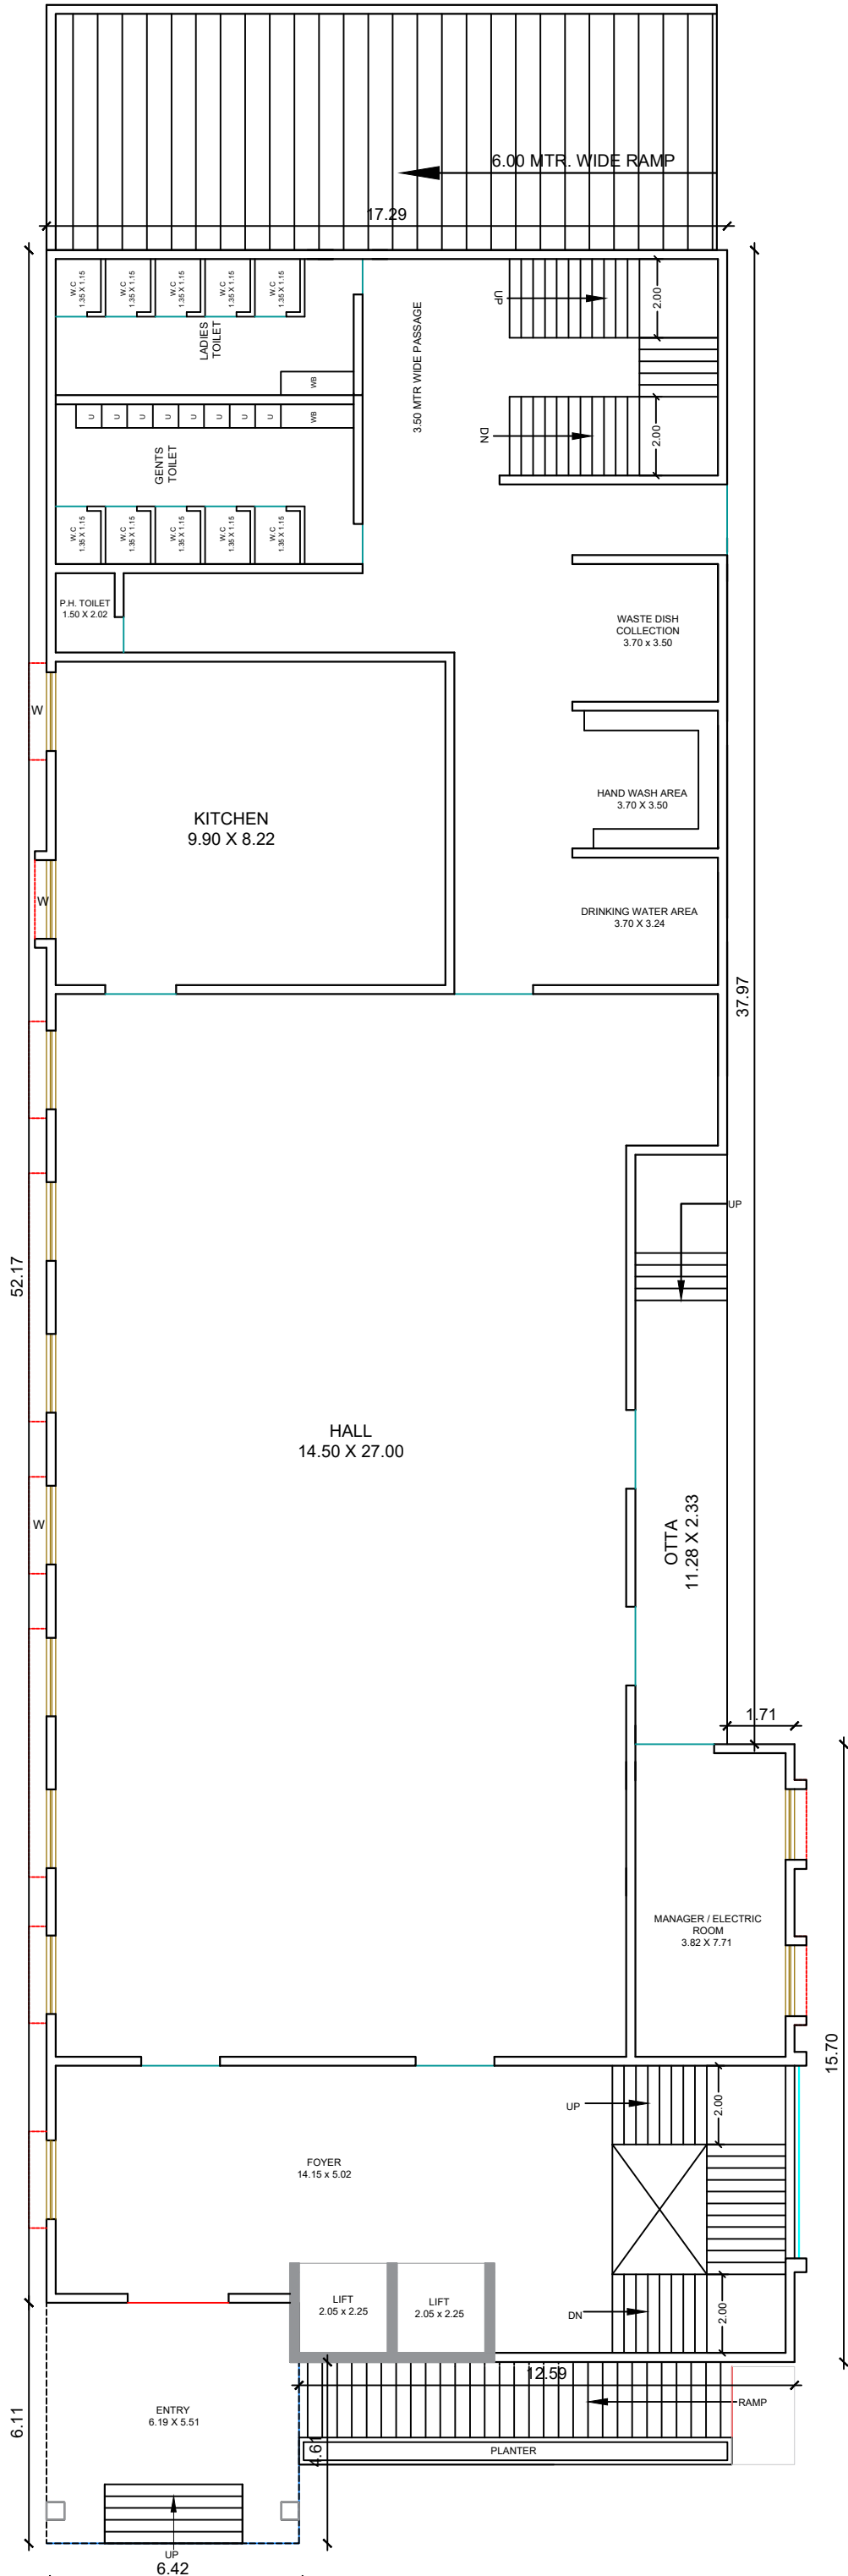 6.00 MTR. WIDE RAMP
17.29
W.C
1.35 X 1.15
W.C
1.35 X 1.15
W.C
1.35 X 1.15
W.C
1.35 X 1.15
W.C
1.35 X 1.15
LADIES
TOILET
WB
3.50 MTR WIDE PASSAGE
UP
2.00
DN
2.00
U
U
U
U
U
U
U
U
WB
GENTS
TOILET
W.C
1.35 X 1.15
W.C
1.35 X 1.15
W.C
1.35 X 1.15
W.C
1.35 X 1.15
W.C
1.35 X 1.15
P.H. TOILET
1.50 X 2.02
WASTE DISH
COLLECTION
3.70 x 3.50
W
HAND WASH AREA
3.70 X 3.50
KITCHEN
9.90 X 8.22
W
DRINKING WATER AREA
3.70 X 3.24
37.97
UP
52.17
HALL
14.50 X 27.00
W
OTTA
11.28 X 2.33
1.71
MANAGER / ELECTRIC
ROOM
3.82 X 7.71
15.70
UP
2.00
FOYER
14.15 x 5.02
LIFT
2.05 x 2.25
LIFT
2.05 x 2.25
DN
2.00
12.59
RAMP
ENTRY
6.19 X 5.51
6.11
4.61
PLANTER
UP
6.42